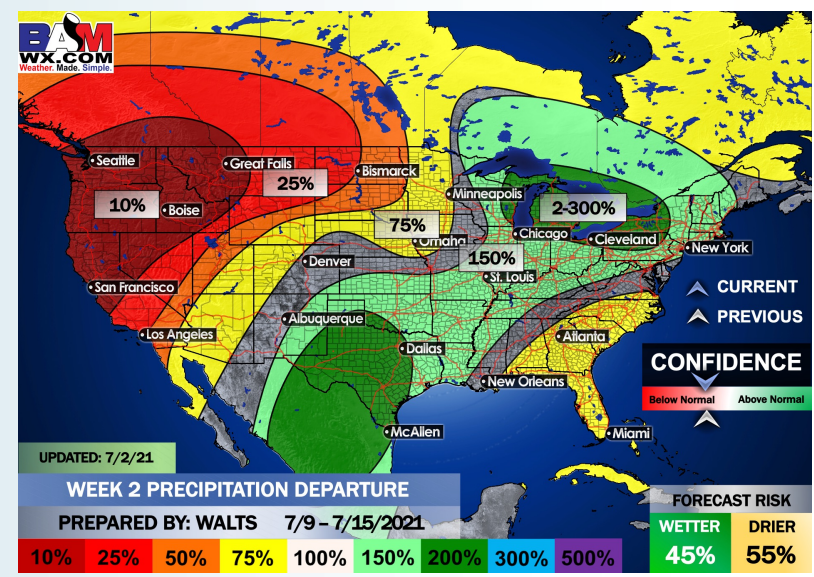 BAM
WX.COM
Weather. Made. Simple.
Seattle
Great Falls
Bismarck
25%
10%
Boise
Minneapolis
2-300%
75%
Omaha
Chicago
Cleveland
New York
150%
Denver
St. Louis
San Francisco
CURRENT
PREVIOUS
Albuquerque
Los Angeles
Atlanta
Dallas
CONFIDENCE
New Orleans
Below Normal
Above Normal
McAllen
Miami
UPDATED: 7/2/21
WEEK 2 PRECIPITATION DEPARTURE
PREPARED BY: WALTS 7/9 – 7/15/2021
FORECAST RISK
WETTER
DRIER
45%
55%
10% 25% 50% 75% 100% 150% 200% 300% 500%